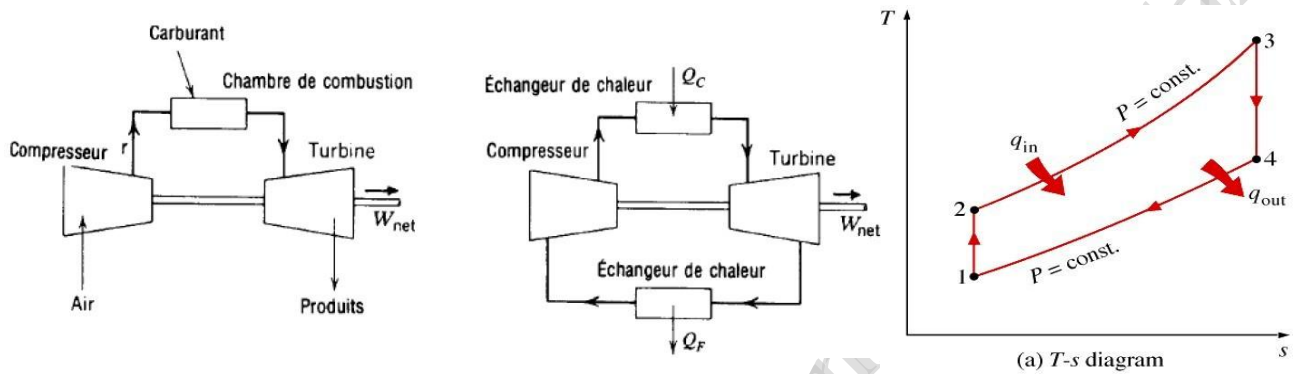 Carburant
Chambre de combustion
Compresseur
r
Turbine
W_net
Air
Produits
Échangeur de chaleur
Q_C
Compresseur
Turbine
W_net
Échangeur de chaleur
Q_F
T
3
P = const.
q_in
4
2
q_out
P = const.
1
s
(a) T-s diagram